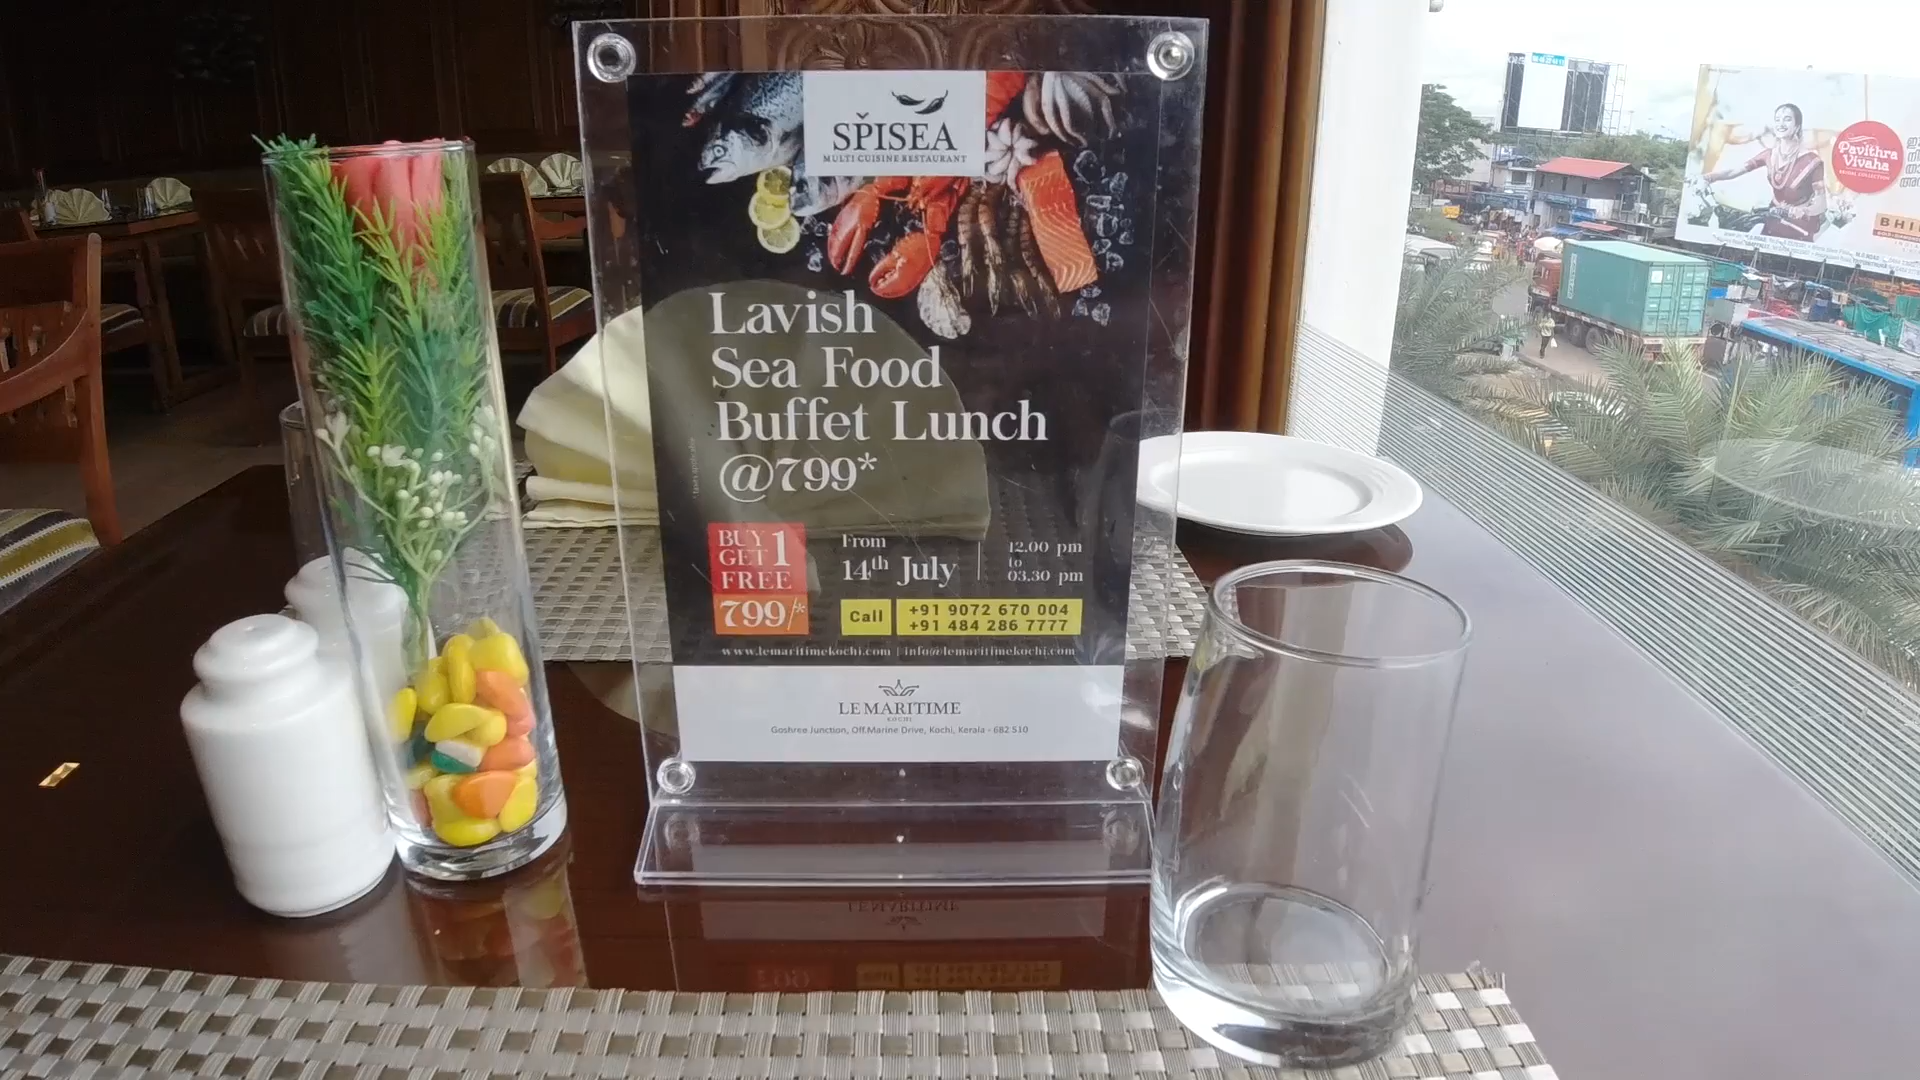 SPISEA
MULTI CUISINE RESTAURANT
Lavish
Sea Food
Buffet Lunch
@799*
BUY 1
GET
FREE
799/*
From
14th July
12.00 pm
to
03.30 pm
Call
+91 9072 670 004
+91 484 286 7777
www.lemaritimekochi.com | info@lemaritimekochi.com
LE MARITIME
KOCHI
Goshree Junction, Off.Marine Drive, Kochi, Kerala - 682 510
Pavithra
Vivaha
BRIDAL COLLECTION